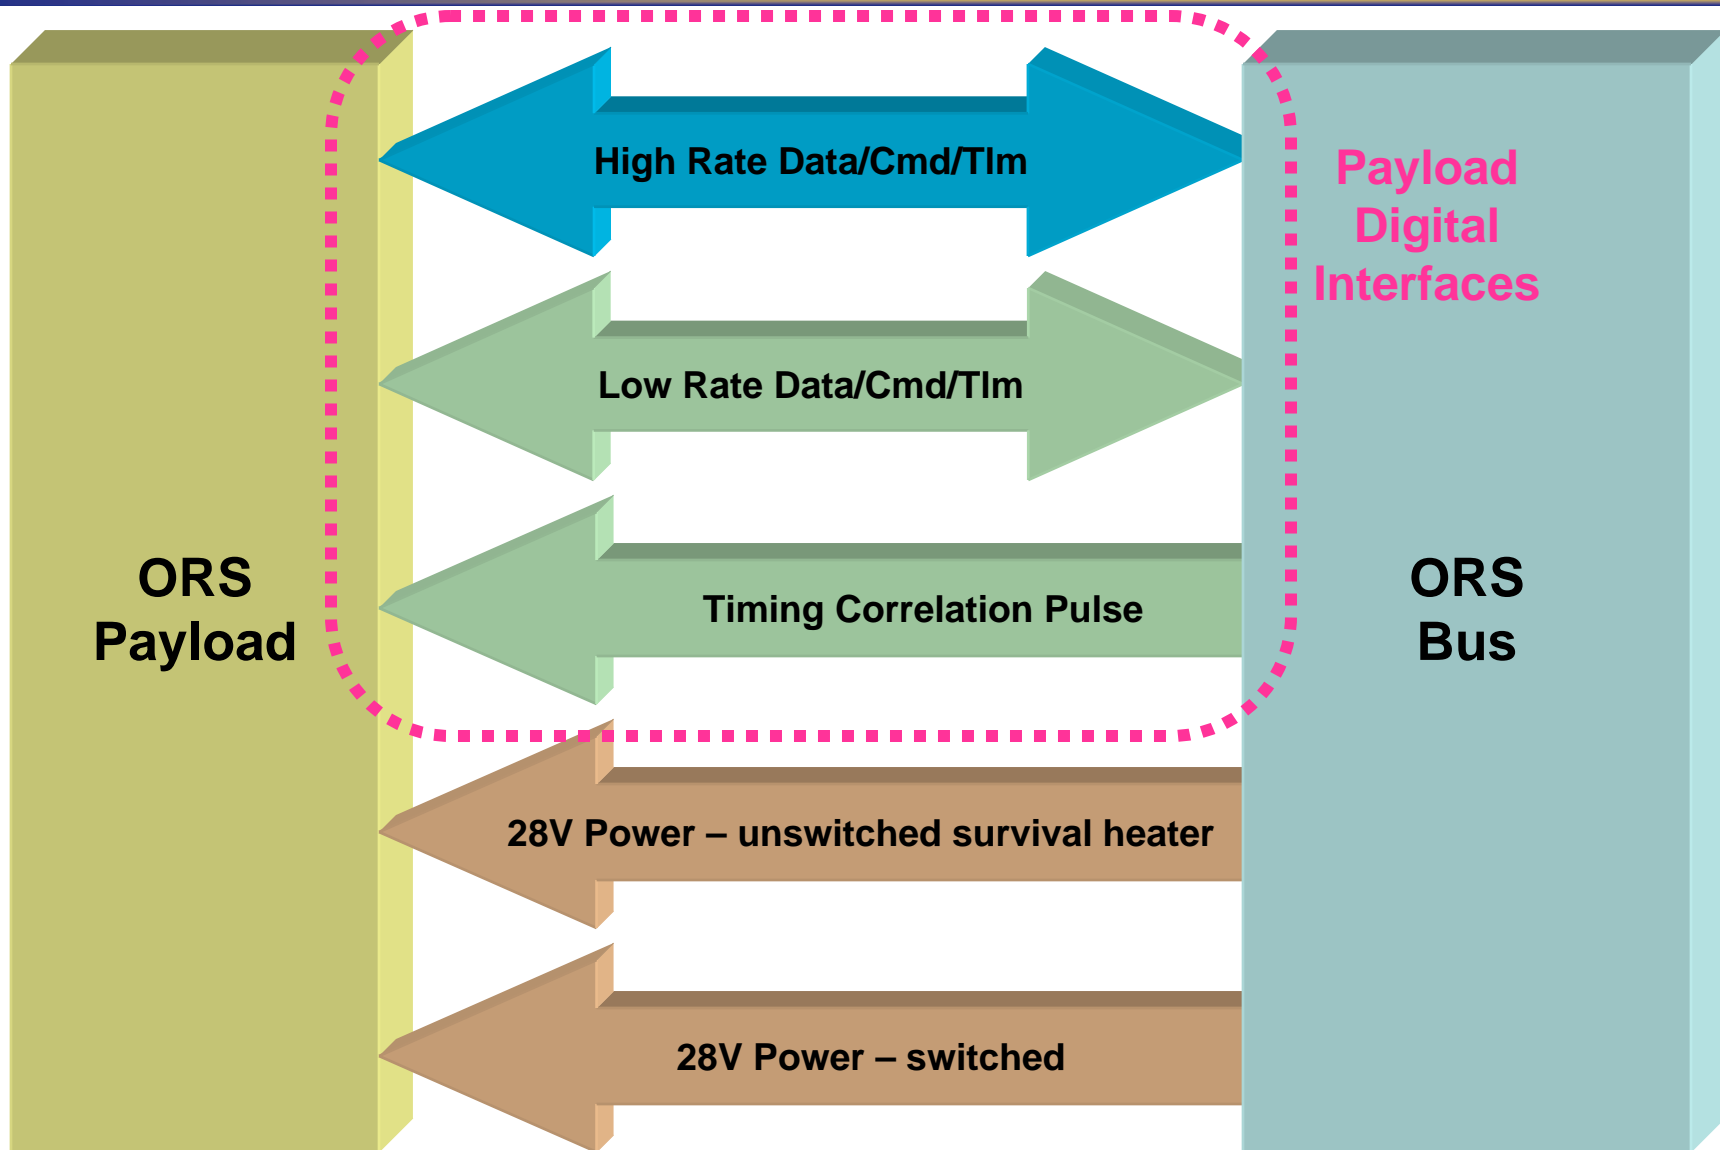 High Rate Data/Cmd/Tlm
Payload
Digital
Interfaces
Low Rate Data/Cmd/Tlm
ORS
Payload
Timing Correlation Pulse
ORS
Bus
28V Power – unswitched survival heater
28V Power – switched